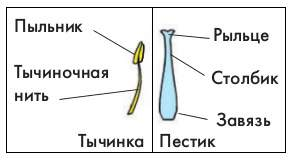 Пыльник
Тычиночная
нить
Тычинка
Рыльце
Столбик
Завязь
Пестик